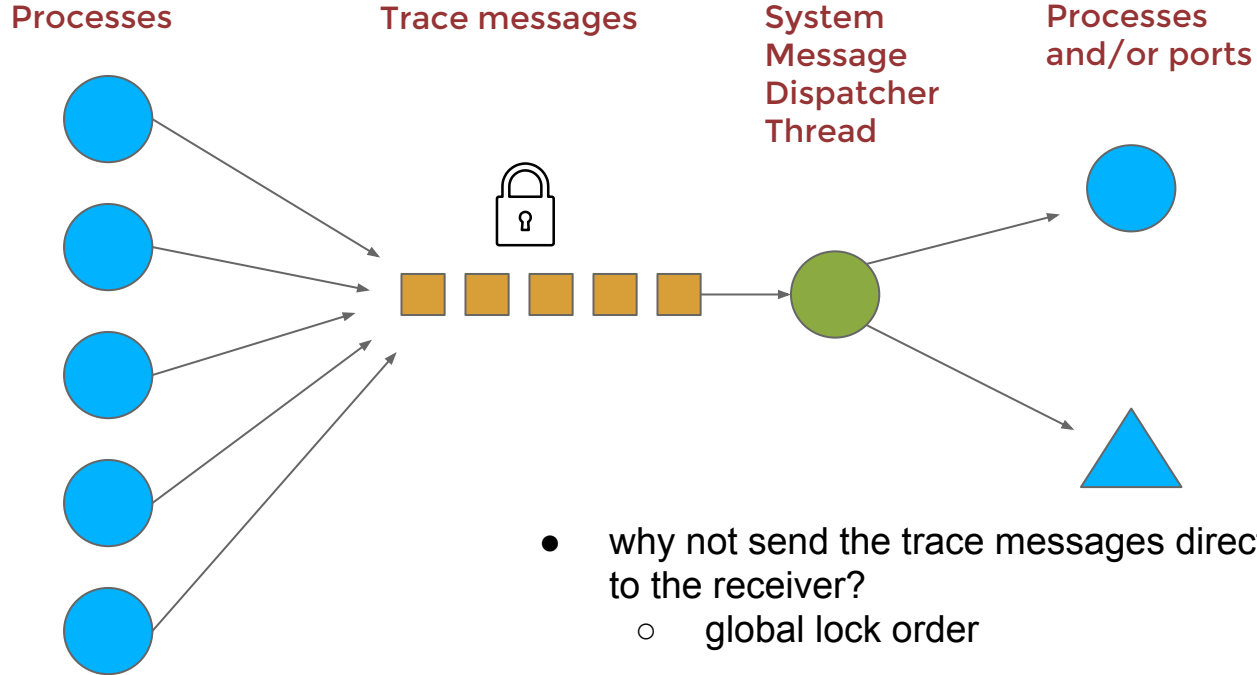 Processes
Trace messages
System
Message
Dispatcher
Thread
Processes
and/or ports
● why not send the trace messages direc
to the receiver?
○ global lock order